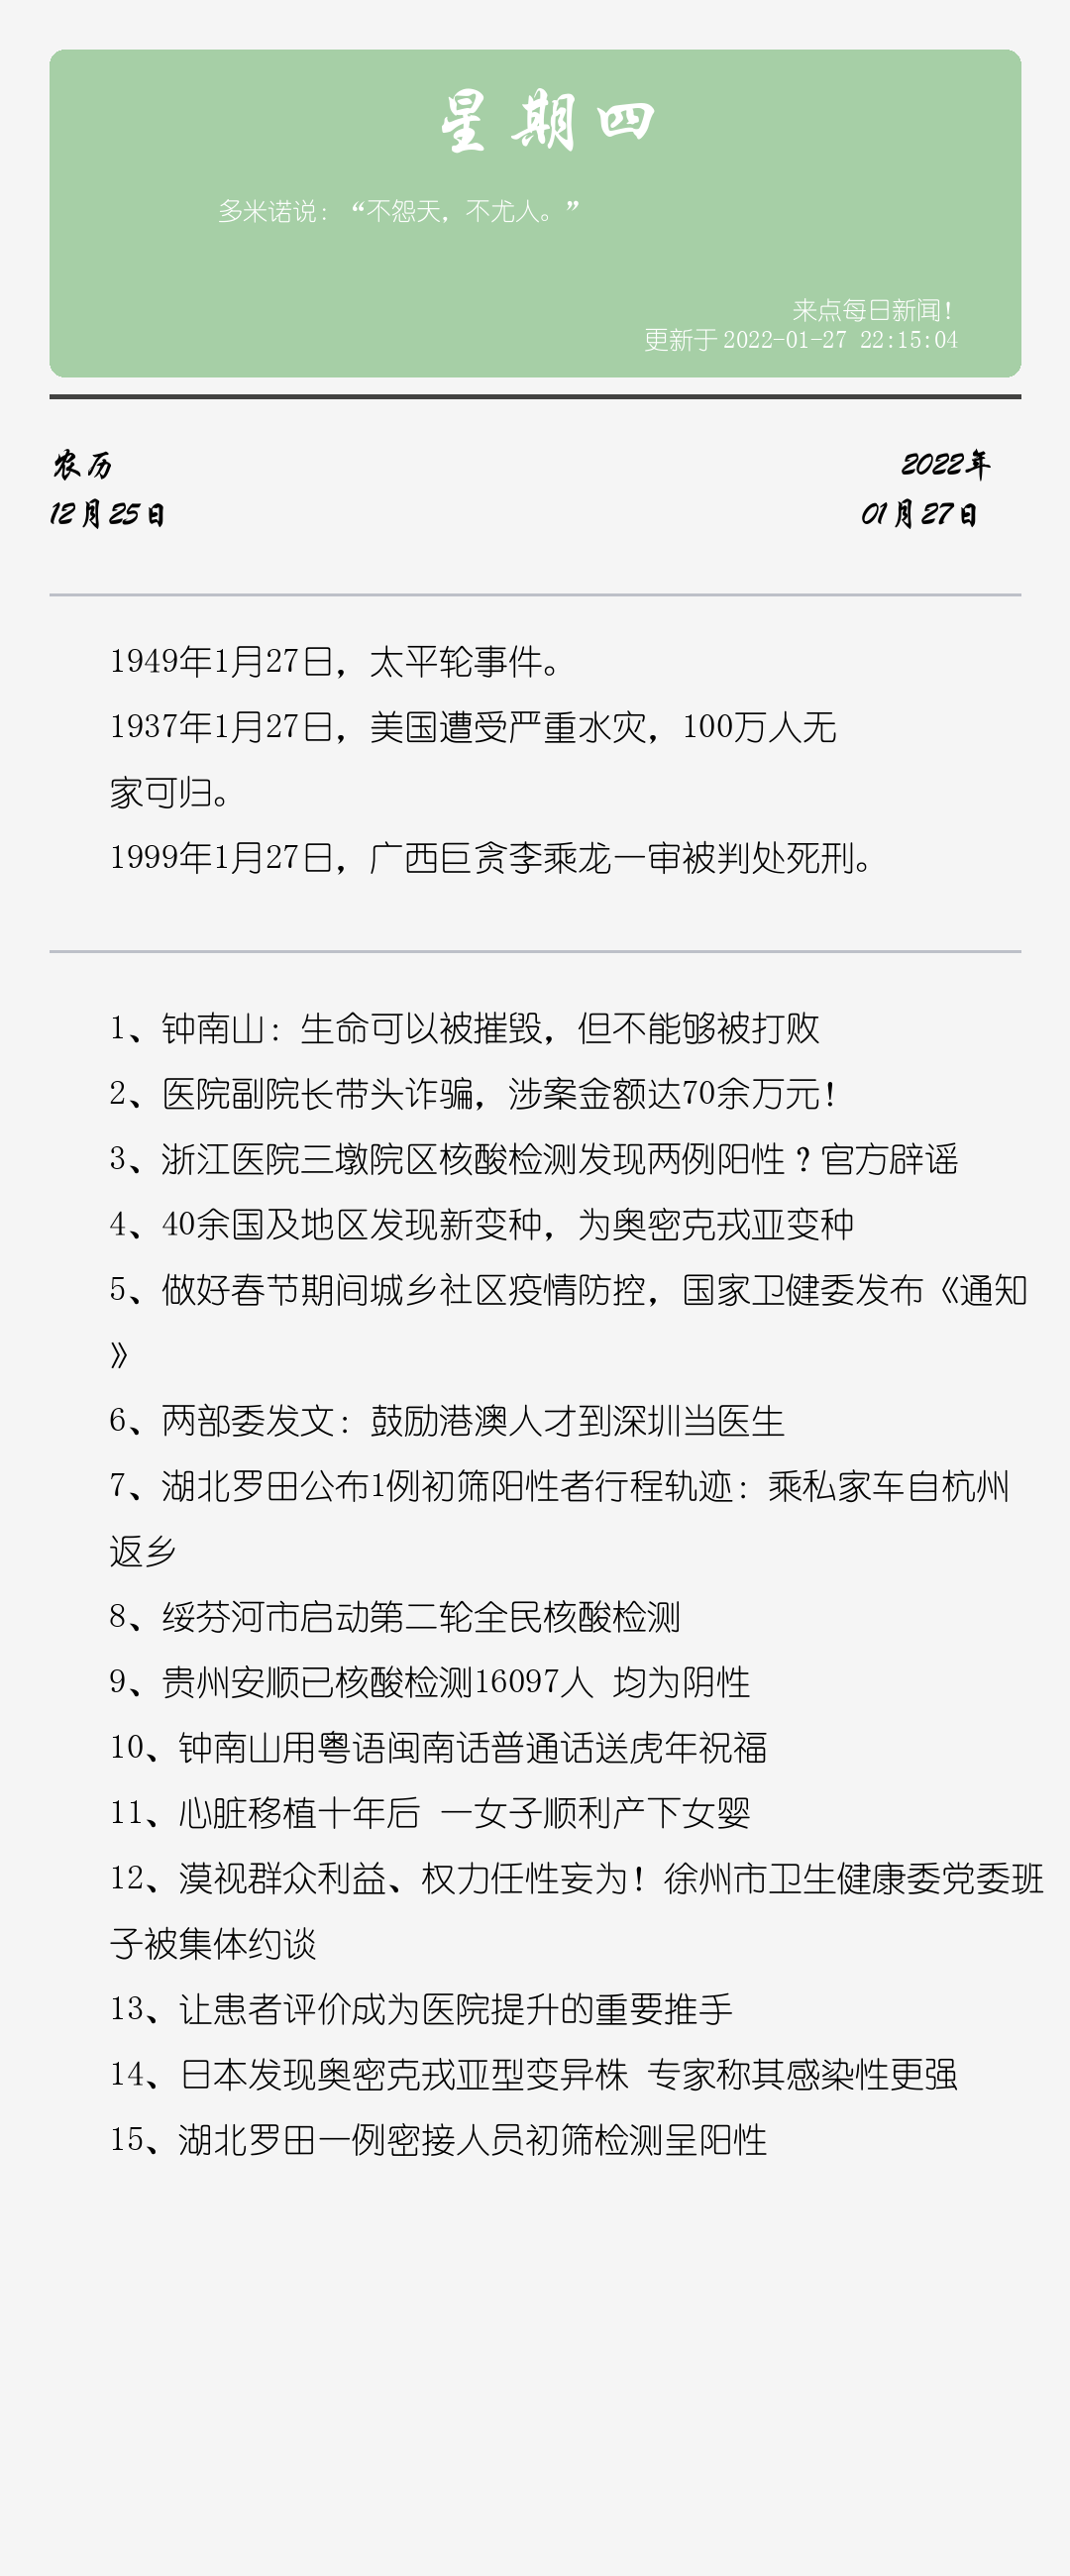 星期四
多米诺说：“不怨天，不尤人。”
来点每日新闻！
更新于 2022-01-27 22:15:04
农历
2022年
12月25日
01月27日
1949年1月27日，太平轮事件。
1937年1月27日，美国遭受严重水灾，100万人无
家可归。
1999年1月27日，广西巨贪李乘龙一审被判处死刑。
1、钟南山：生命可以被摧毁，但不能够被打败
2、医院副院长带头诈骗，涉案金额达70余万元！
3、浙江医院三墩院区核酸检测发现两例阳性？官方辟谣
4、40余国及地区发现新变种，为奥密克戎亚变种
5、做好春节期间城乡社区疫情防控，国家卫健委发布《通知
》
6、两部委发文：鼓励港澳人才到深圳当医生
7、湖北罗田公布1例初筛阳性者行程轨迹：乘私家车自杭州
返乡
8、绥芬河市启动第二轮全民核酸检测
9、贵州安顺已核酸检测16097人 均为阴性
10、钟南山用粤语闽南话普通话送虎年祝福
11、心脏移植十年后 一女子顺利产下女婴
12、漠视群众利益、权力任性妄为！徐州市卫生健康委党委班
子被集体约谈
13、让患者评价成为医院提升的重要推手
14、日本发现奥密克戎亚型变异株 专家称其感染性更强
15、湖北罗田一例密接人员初筛检测呈阳性